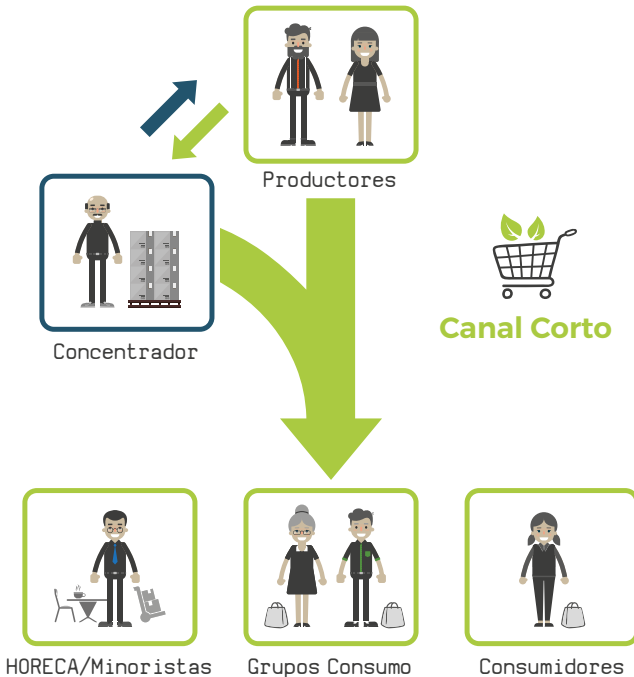 Productores
Concentrador
Canal Corto
HORECA/Minoristas
Grupos Consumo
Consumidores